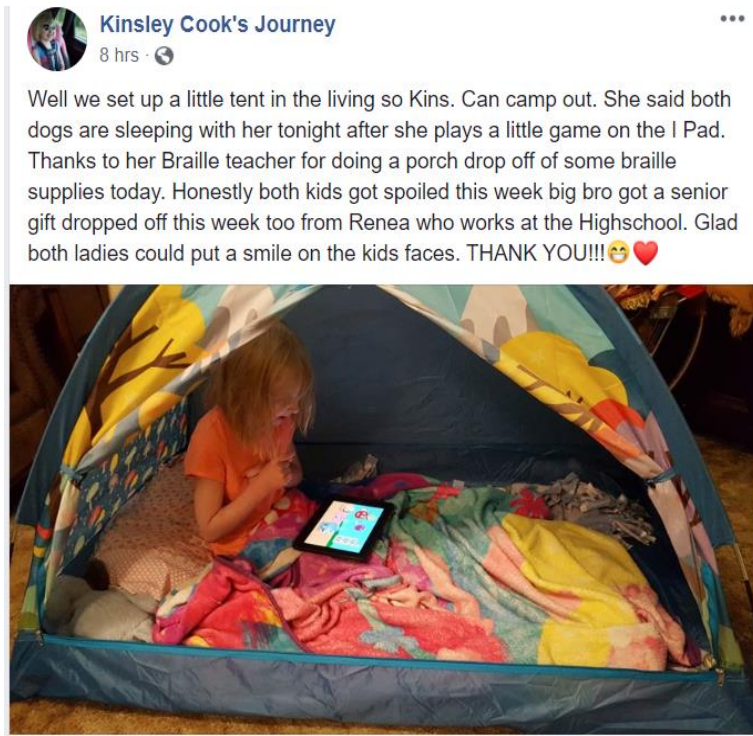 Kinsley Cook's Journey
8 hrs ·
Well we set up a little tent in the living so Kins. Can camp out. She said both
dogs are sleeping with her tonight after she plays a little game on the I Pad.
Thanks to her Braille teacher for doing a porch drop off of some braille
supplies today. Honestly both kids got spoiled this week big bro got a senior
gift dropped off this week too from Renea who works at the Highschool. Glad
both ladies could put a smile on the kids faces. THANK YOU!!!😁❤️